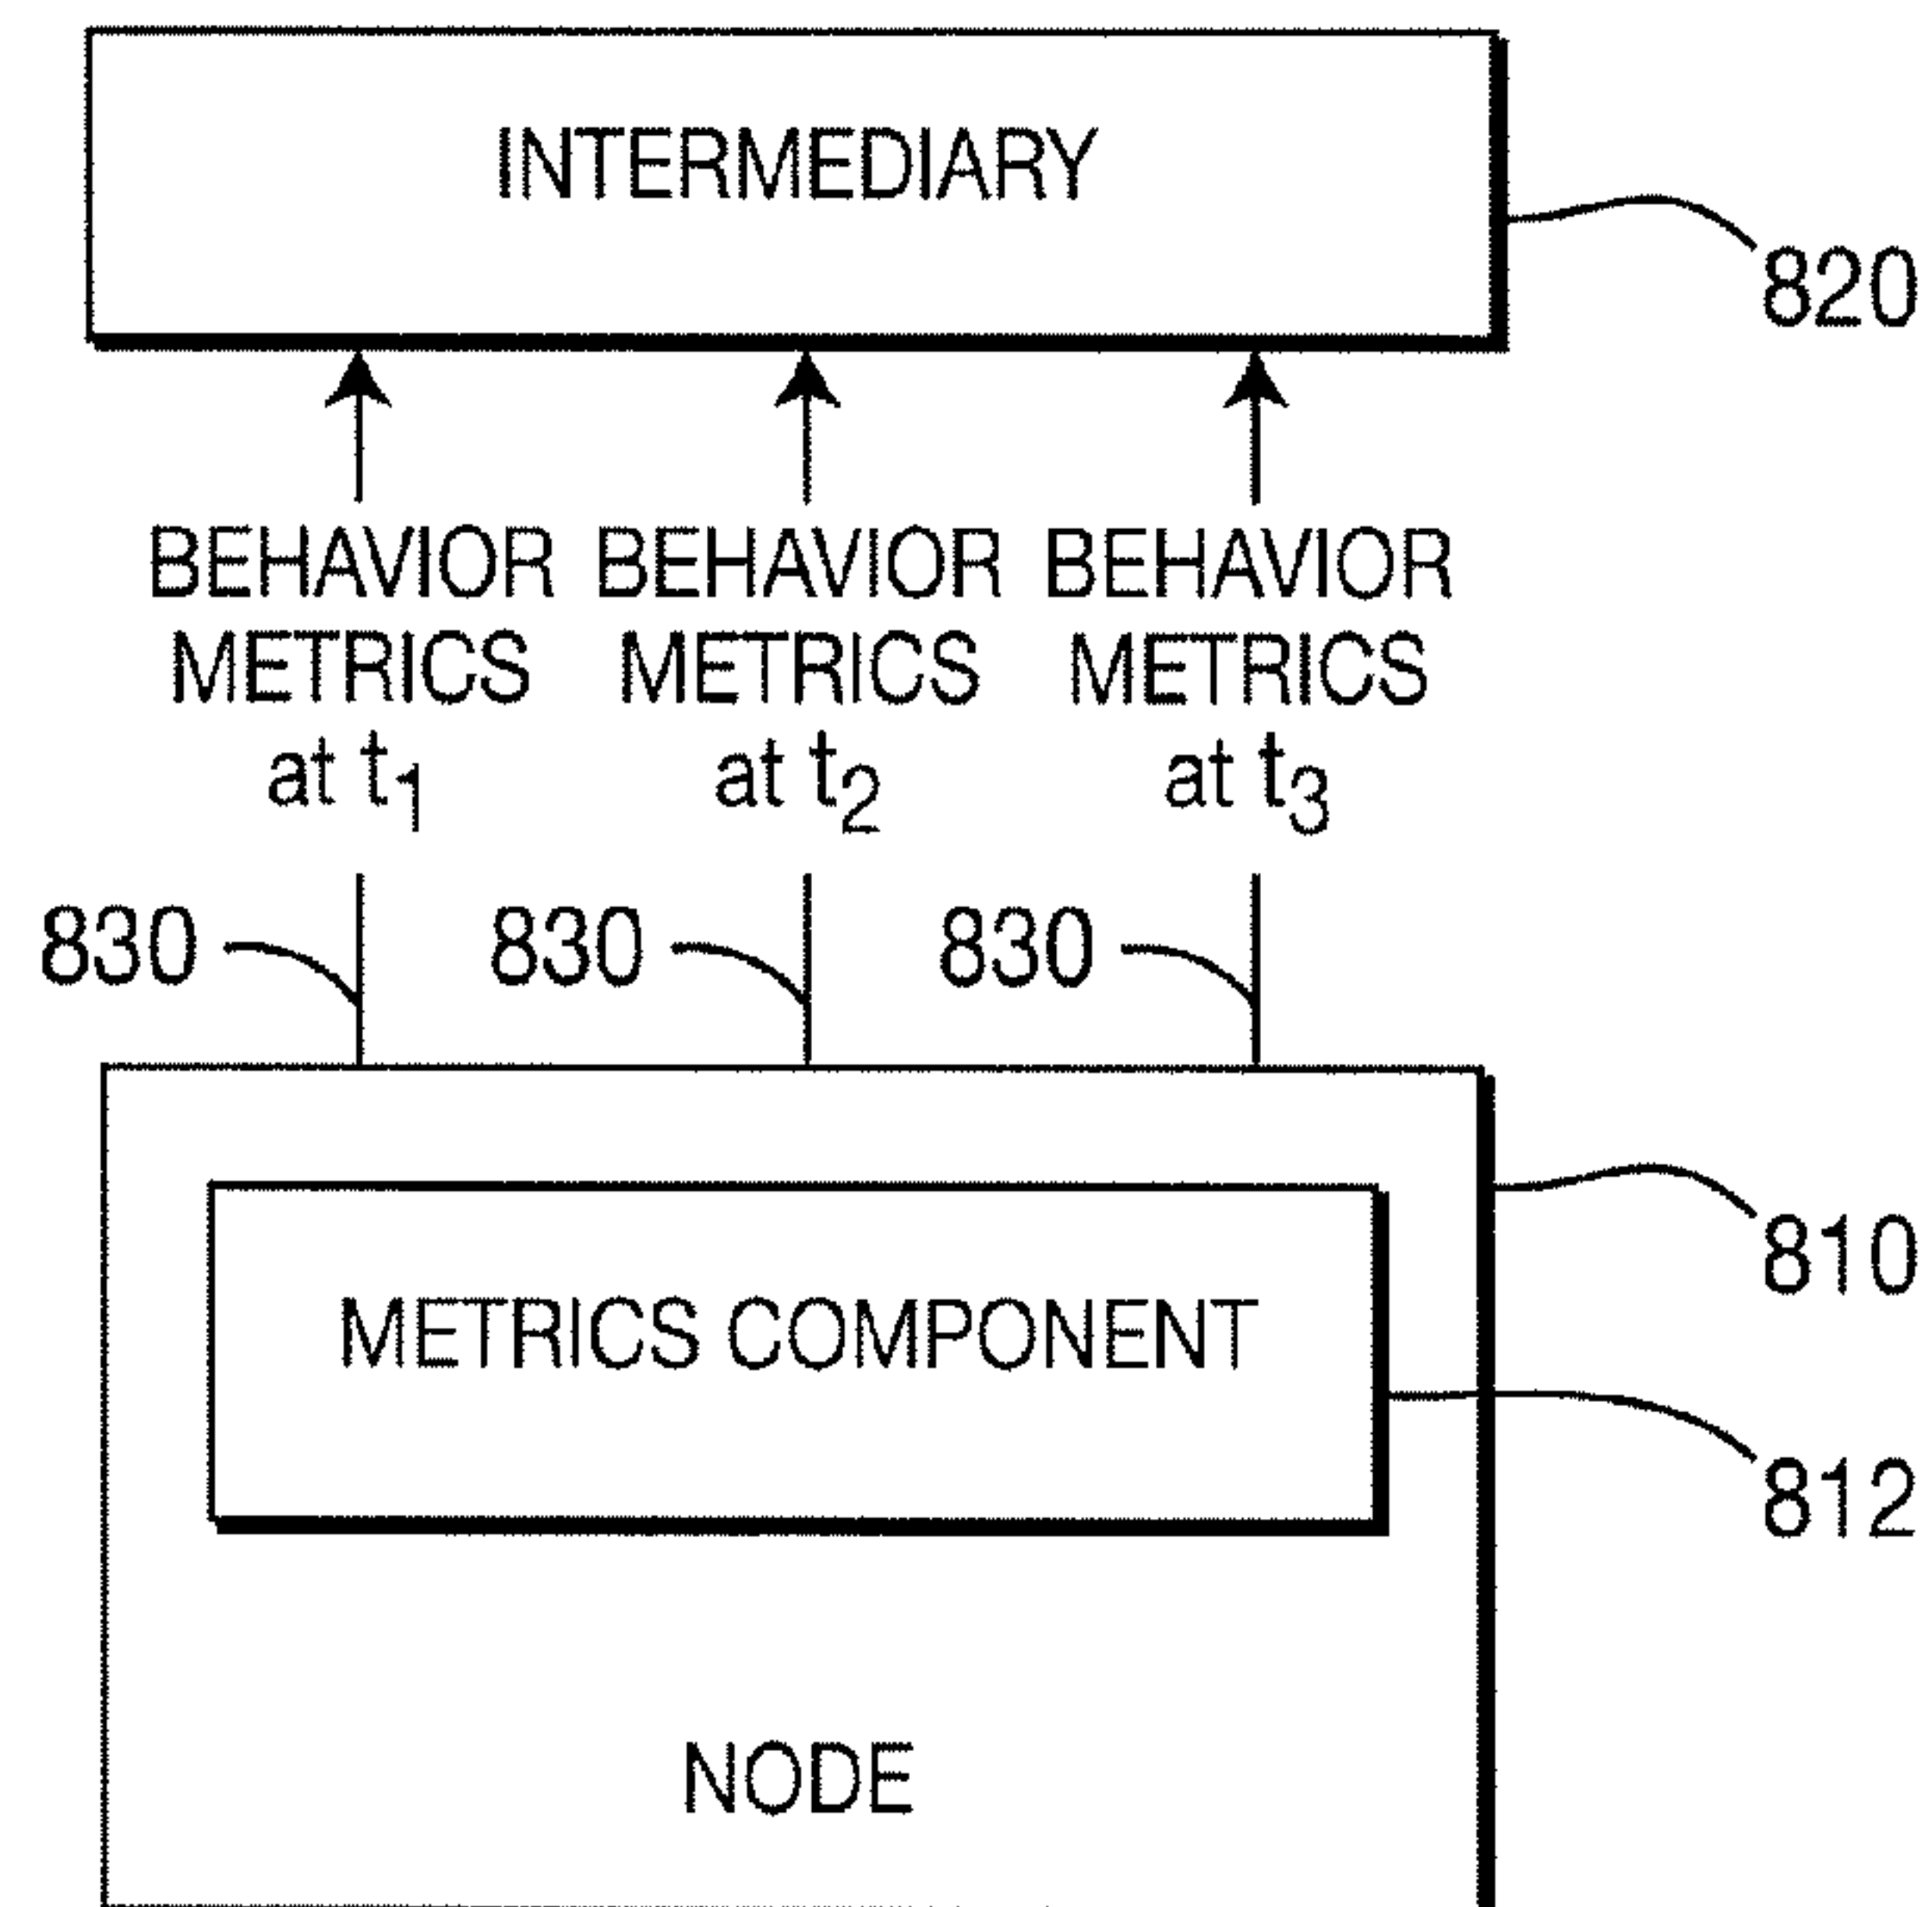 INTERMEDIARY
820
BEHAVIOR BEHAVIOR BEHAVIOR
METRICS METRICS METRICS
at t1 at t2 at t3
830 830 830
810
METRICS COMPONENT
812
NODE